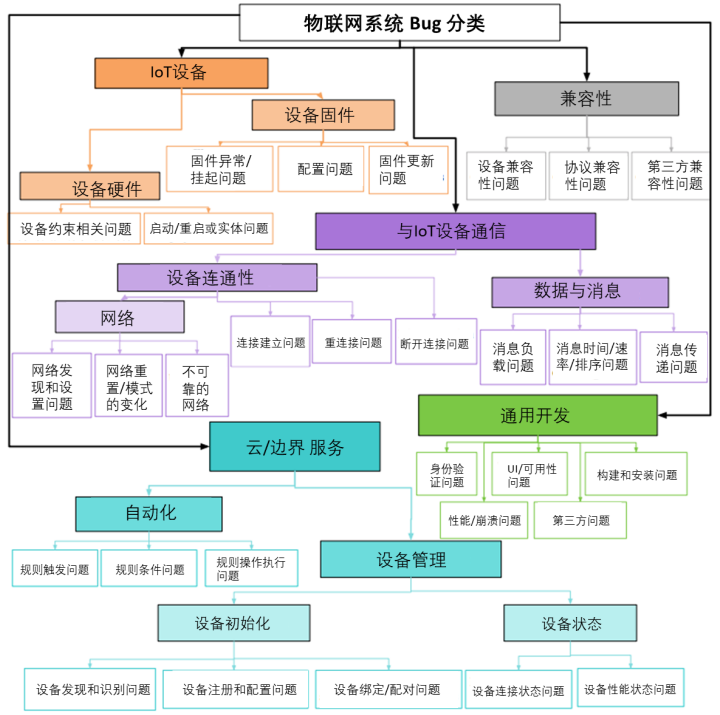 物联网系统 Bug 分类
IoT设备
兼容性
设备固件
固件异常/
挂起问题
配置问题
固件更新
问题
设备兼容
性问题
协议兼容
性问题
第三方兼
容性问题
设备硬件
设备约束相关问题
启动/重启或实体问题
与IoT设备通信
设备连通性
数据与消息
网络
连接建立问题
重连接问题
断开连接问题
消息负
载问题
消息时间/速
率/排序问题
消息传
递问题
网络发
现和设
置问题
网络重
置/模式
的变化
不可
靠的
网络
通用开发
云/边界 服务
身份验
证问题
UI/可用性
问题
构建和安装问题
性能/崩溃问题
第三方问题
自动化
规则触发问题
规则条件问题
规则操作执行
问题
设备管理
设备初始化
设备状态
设备发现和识别问题
设备注册和配置问题
设备绑定/配对问题
设备连接状态问题
设备性能状态问题